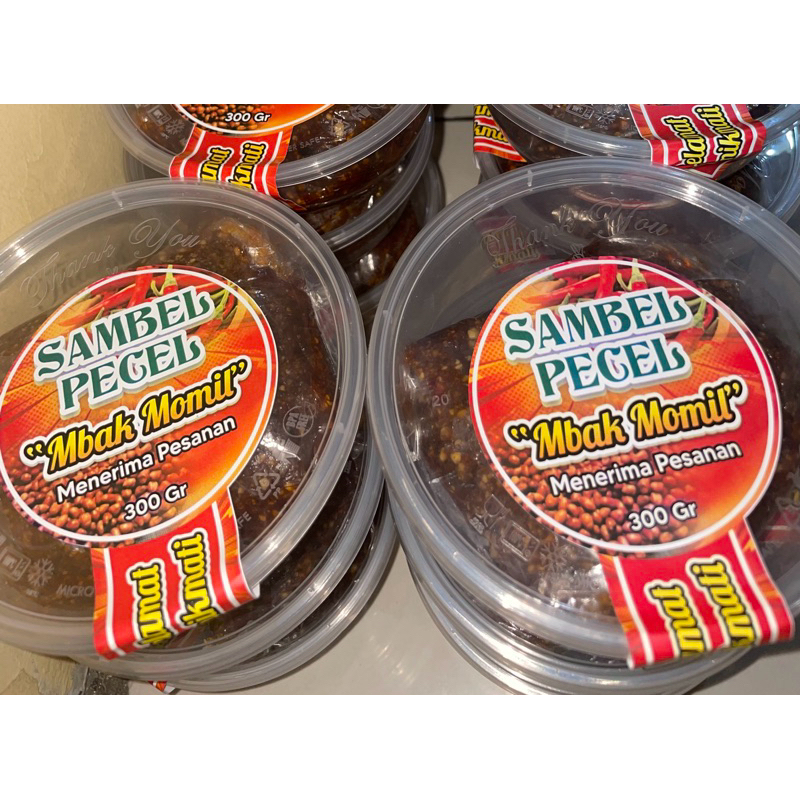 300 Gr
Thank You
SAMBEL
PECEL
"Mbak Momil"
Menerima Pesanan
300 Gr
Thank You
SAMBEL
PECEL
"Mbak Momil"
Menerima Pesanan
300 Gr
20